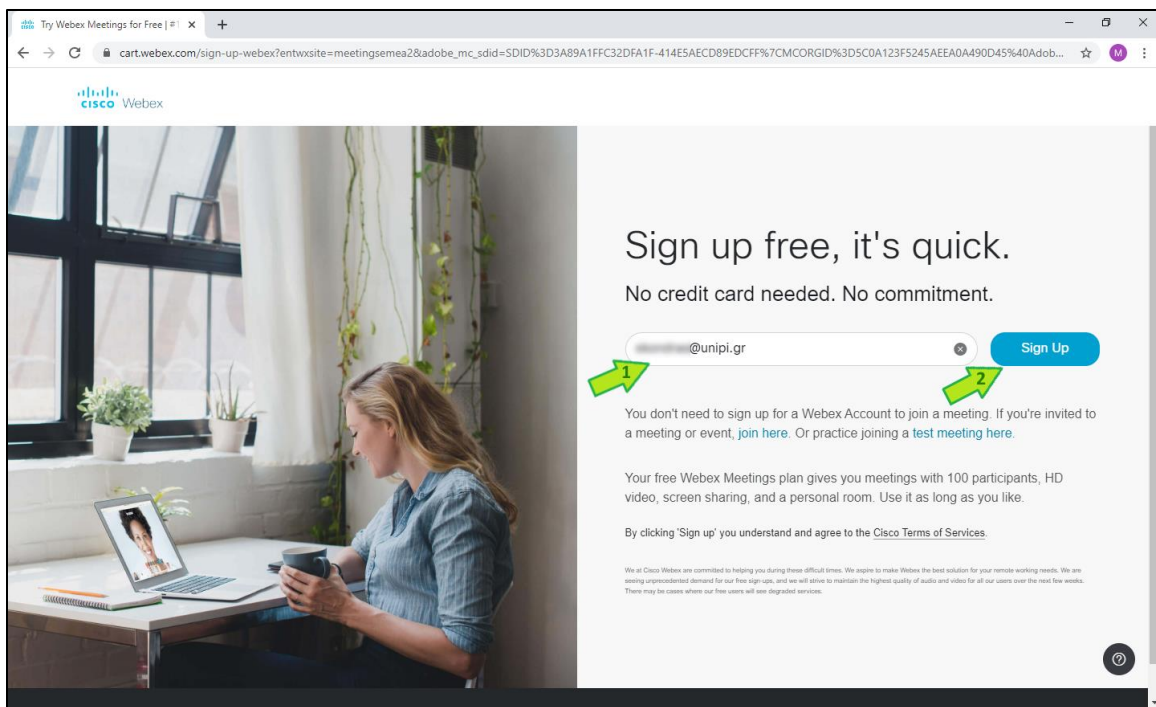 Try Webex Meetings for Free | #1
cart.webex.com/sign-up-webex?entwxsite=meetingsemea2&adobe_mc_sdid=SDID%3D3A89A1FFC32DFA1F-414E5AECD89EDCFF%7CMCORGID%3D5C0A123F5245AEEA0A490D45%40Adob...
M
cisco Webex
Sign up free, it's quick.
No credit card needed. No commitment.
@unipi.gr
Sign Up
1
2
You don't need to sign up for a Webex Account to join a meeting. If you're invited to
a meeting or event, join here. Or practice joining a test meeting here.
Your free Webex Meetings plan gives you meetings with 100 participants, HD
video, screen sharing, and a personal room. Use it as long as you like.
By clicking 'Sign up' you understand and agree to the Cisco Terms of Services.
We at Cisco Webex are committed to helping you during these difficult times. We aspire to make Webex the best solution for your remote-working needs. We are
seeing unprecedented demand for our free sign-ups, and we will strive to maintain the highest quality of audio and video for all our users over the next few weeks.
There may be cases where our free users will see degraded services.